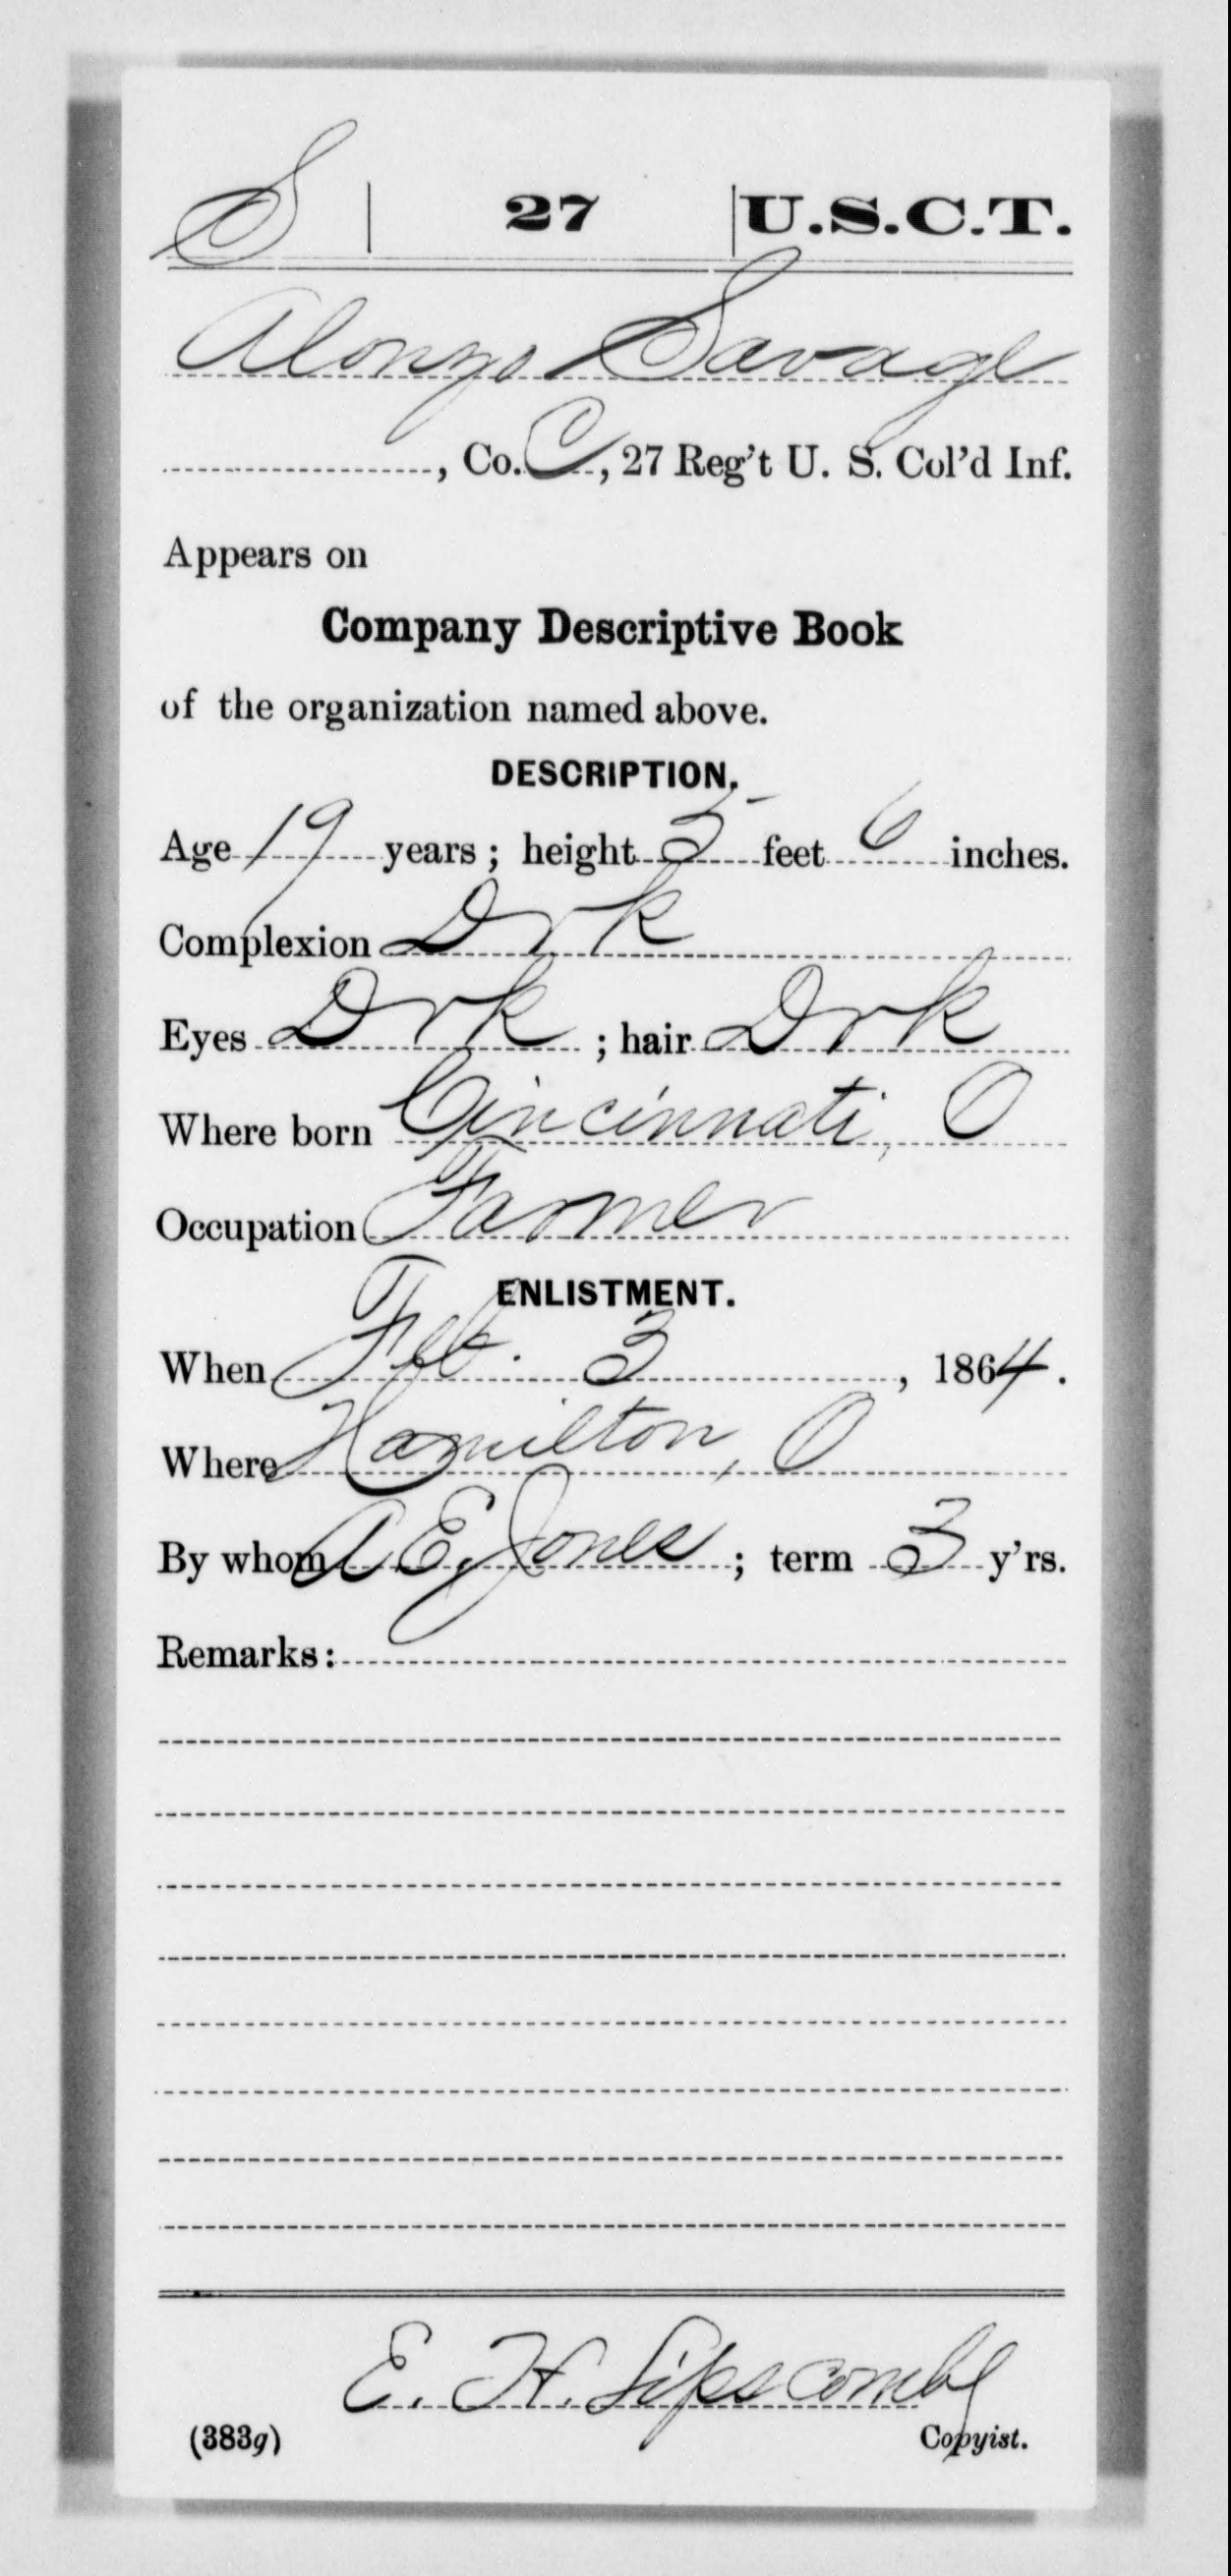 S | 27 | U.S.C.T.
Alonzo Savage
, Co. C, 27 Reg't U. S. Col'd Inf.
Appears on
Company Descriptive Book
of the organization named above.
DESCRIPTION.
Age 19 years; height 5 feet 6 inches.
Complexion Drk
Eyes Drk; hair Drk
Where born Cincinnati, O
Occupation Farmer
ENLISTMENT.
When Feb. 3, 1864.
Where Hamilton, O
By whom A E, Jones; term 3 y'rs.
Remarks:
E. H. Lipscombe
(383g) Copyist.